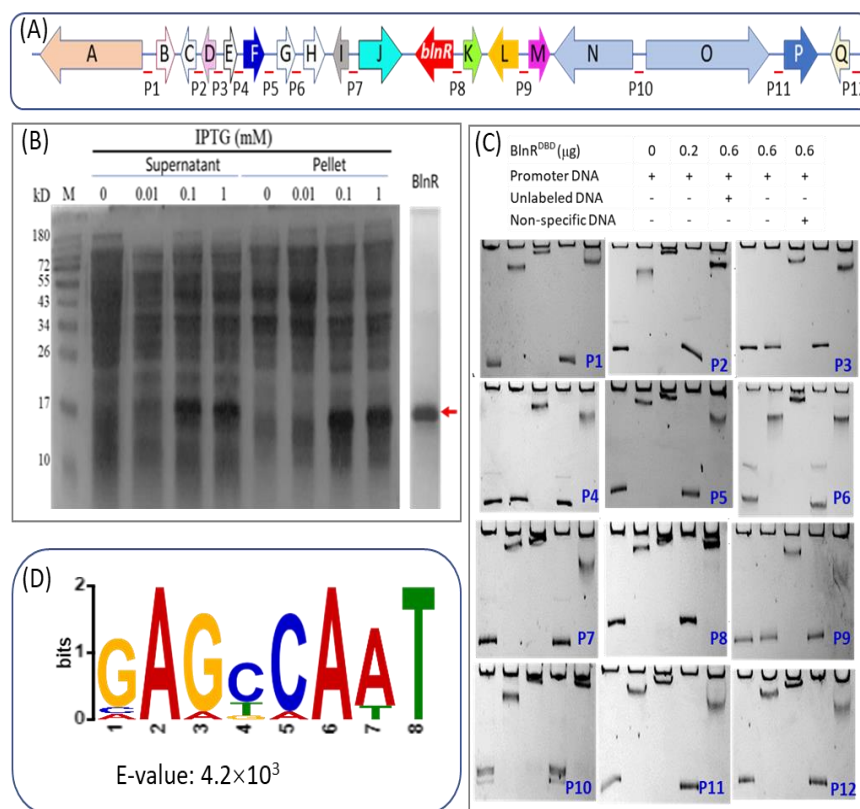 (A)
A B C D E F G H I J blnR K L M N O P Q
P1 P2 P3 P4 P5 P6 P7 P8 P9 P10 P11
(B)
IPTG (mM)
Supernatant Pellet
kD M 0 0.01 0.1 1 0 0.01 0.1 1 BlnR
180
72
55
43
34
26
17
10
(C)
BlnR^DBD (μg) 0 0.2 0.6 0.6 0.6
Promoter DNA + + + + +
Unlabeled DNA - - + - -
Non-specific DNA - - - - +
P1 P2 P3
P4 P5 P6
P7 P8 P9
P10 P11 P12
(D)
bits
2
1
0
GAGCCAAT
1 2 3 4 5 6 7 8
E-value: 4.2×10³